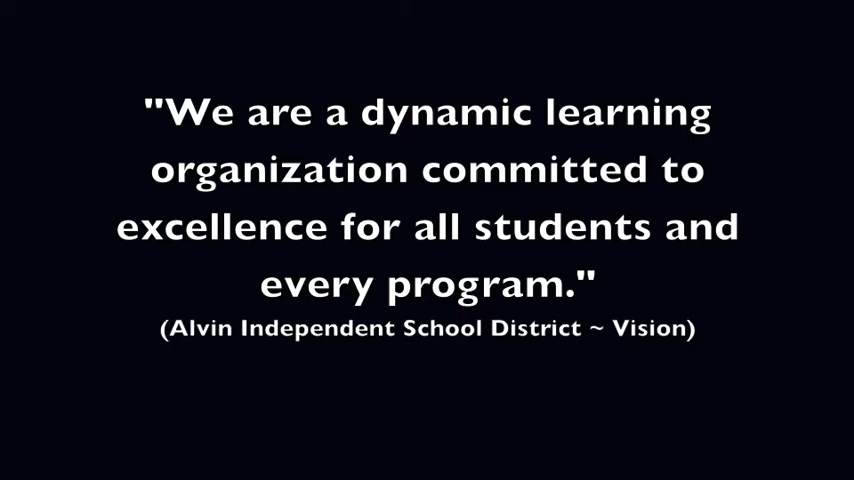 "We are a dynamic learning
organization committed to
excellence for all students and
every program."
(Alvin Independent School District ~ Vision)